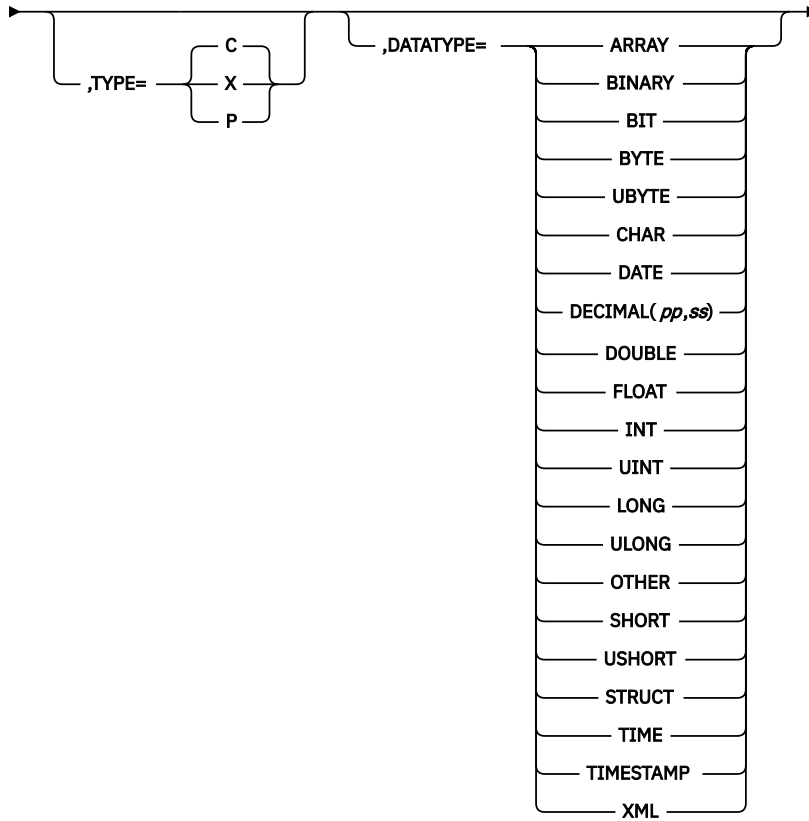 ,DATATYPE= ARRAY
C
,TYPE= X
BINARY
P
BIT
BYTE
UBYTE
CHAR
DATE
DECIMAL(pp,ss)
DOUBLE
FLOAT
INT
UINT
LONG
ULONG
OTHER
SHORT
USHORT
STRUCT
TIME
TIMESTAMP
XML